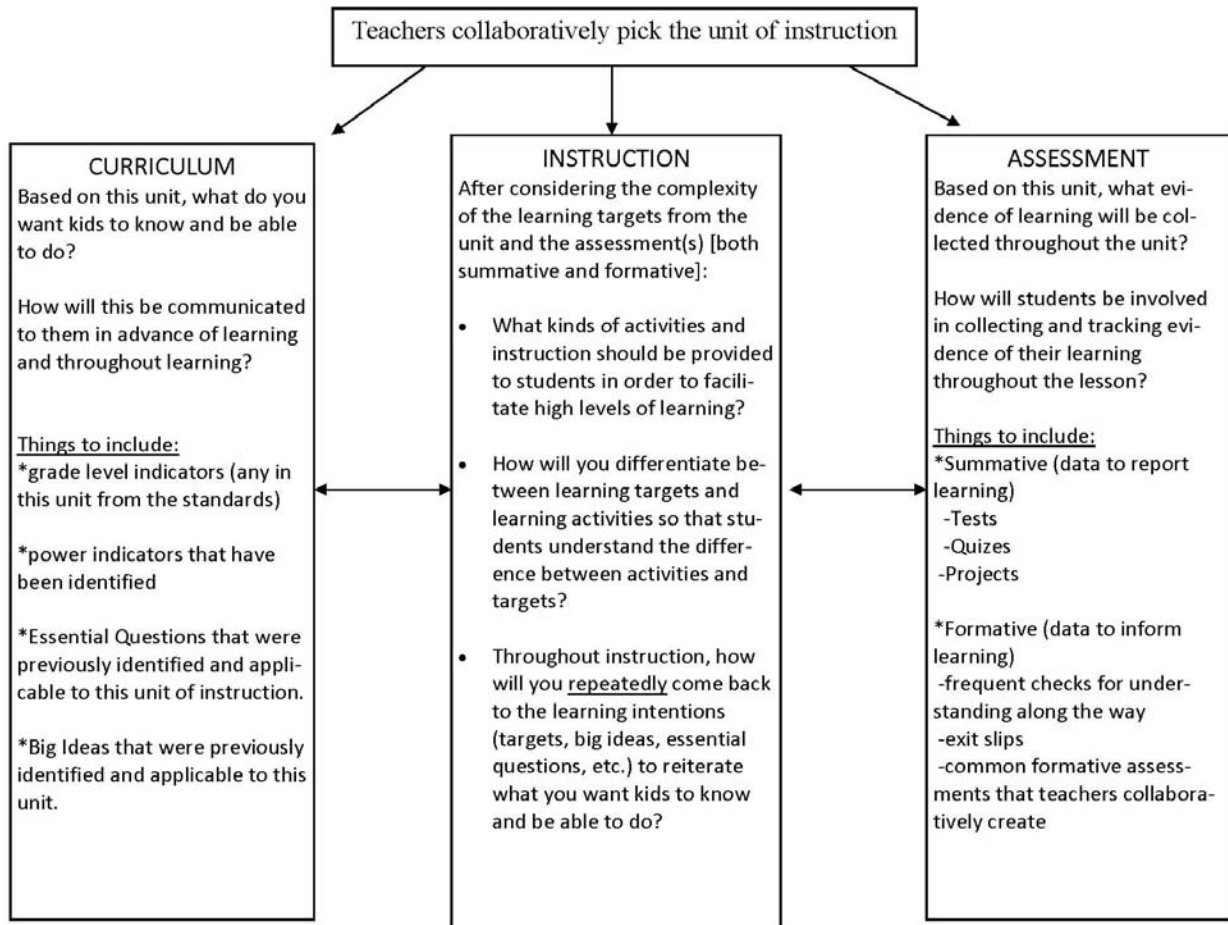 Teachers collaboratively pick the unit of instruction
CURRICULUM
Based on this unit, what do you
want kids to know and be able
to do?
How will this be communicated
to them in advance of learning
and throughout learning?
Things to include:
*grade level indicators (any in
this unit from the standards)
*power indicators that have
been identified
*Essential Questions that were
previously identified and appli-
cable to this unit of instruction.
*Big Ideas that were previously
identified and applicable to this
unit.
INSTRUCTION
After considering the complexity
of the learning targets from the
unit and the assessment(s) [both
summative and formative]:
• What kinds of activities and
instruction should be provided
to students in order to facili-
tate high levels of learning?
• How will you differentiate be-
tween learning targets and
learning activities so that stu-
dents understand the differ-
ence between activities and
targets?
• Throughout instruction, how
will you repeatedly come back
to the learning intentions
(targets, big ideas, essential
questions, etc.) to reiterate
what you want kids to know
and be able to do?
ASSESSMENT
Based on this unit, what evi-
dence of learning will be col-
lected throughout the unit?
How will students be involved
in collecting and tracking evi-
dence of their learning
throughout the lesson?
Things to include:
*Summative (data to report
learning)
-Tests
-Quizes
-Projects
*Formative (data to inform
learning)
-frequent checks for under-
standing along the way
-exit slips
-common formative assess-
ments that teachers collabora-
tively create